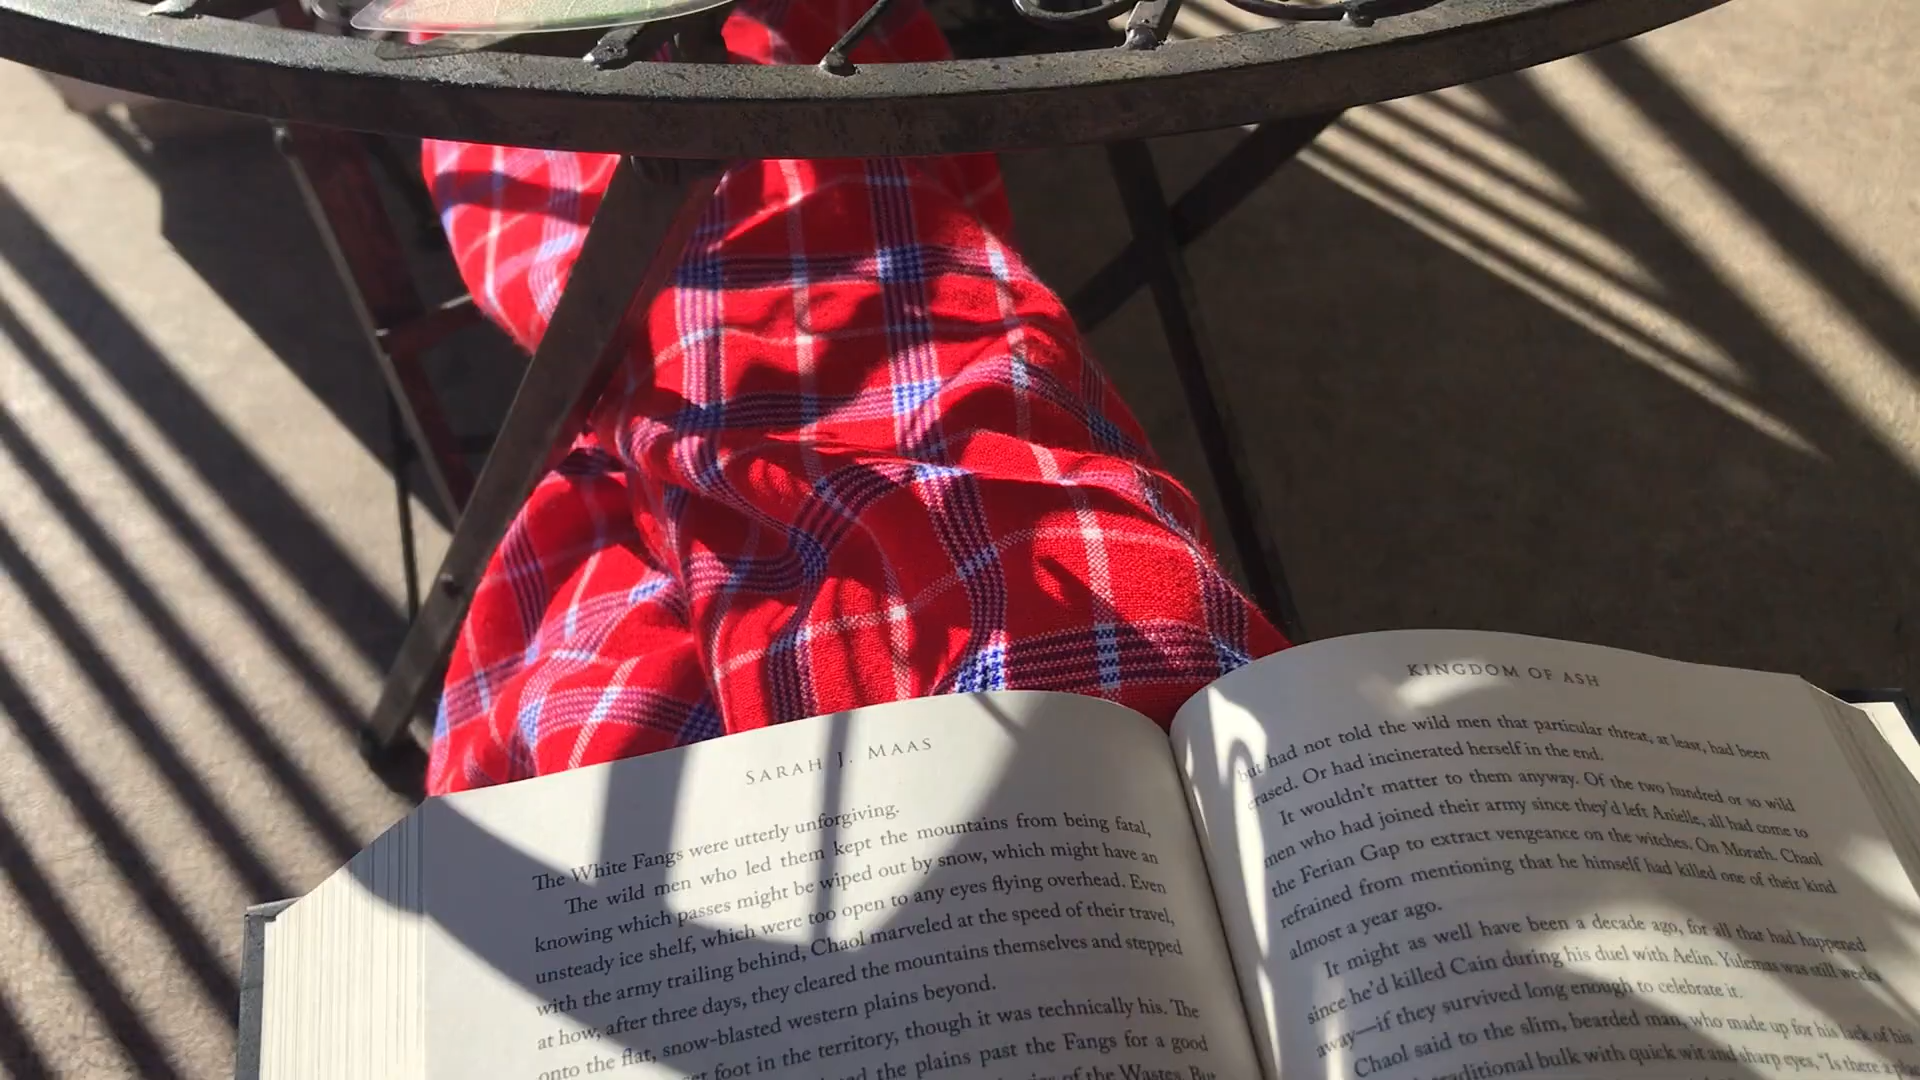 SARAH J. MAAS
The White Fangs were utterly unforgiving.
The wild men who led them kept the mountains from being fatal,
knowing which passes might be wiped out by snow, which might have an
unsteady ice shelf, which were too open to any eyes flying overhead. Even
with the army trailing behind, Chaol marveled at the speed of their travel,
at how, after three days, they cleared the mountains themselves and stepped
onto the flat, snow-blasted western plains beyond.
foot in the territory, though it was technically his. The
the plains past the Fangs for a good
of the Wastes. But
KINGDOM OF ASH
but had not told the wild men that particular threat, at least, had been
erased. Or had incinerated herself in the end.
It wouldn't matter to them anyway. Of the two hundred or so wild
men who had joined their army since they'd left Anielle, all had come to
the Ferian Gap to extract vengeance on the witches. On Morath. Chaol
refrained from mentioning that he himself had killed one of their kind
almost a year ago.
It might as well have been a decade ago, for all that had happened
since he'd killed Cain during his duel with Aelin. Yulemas was still weeks
away—if they survived long enough to celebrate it.
Chaol said to the slim, bearded man, who made up for his lack of his
traditional bulk with quick wit and sharp eyes, "Is there a